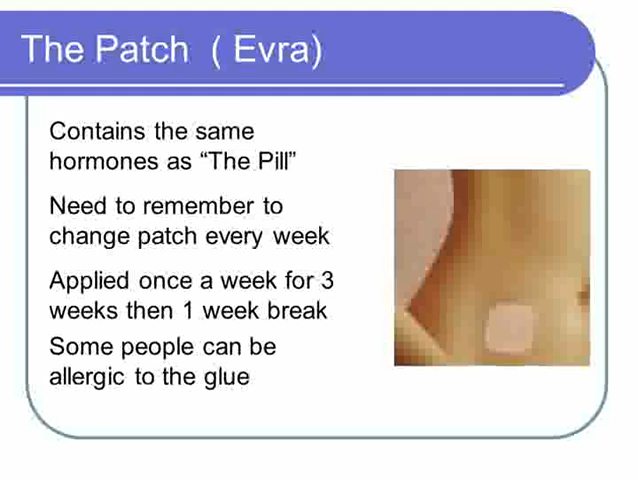 The Patch ( Evra)
Contains the same
hormones as “The Pill”
Need to remember to
change patch every week
Applied once a week for 3
weeks then 1 week break
Some people can be
allergic to the glue